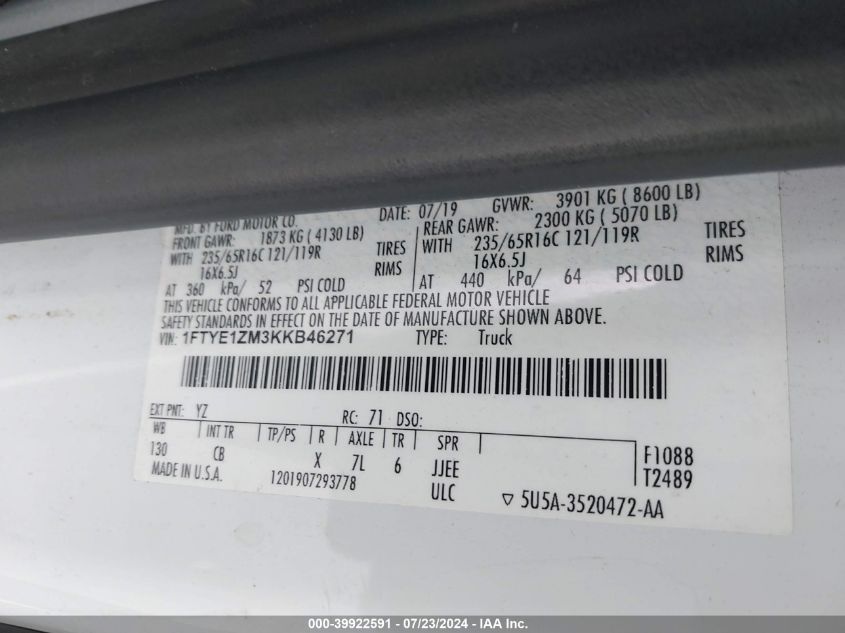 MFD. BY FORD MOTOR CO.
DATE: 07/19 GVWR: 3901 KG ( 8600 LB)
FRONT GAWR: 1873 KG ( 4130 LB)
REAR GAWR: 2300 KG ( 5070 LB)
WITH 235/65R16C 121/119R TIRES
WITH 235/65R16C 121/119R TIRES
16X6.5J RIMS
16X6.5J RIMS
AT 360 kPa/ 52 PSI COLD
AT 440 kPa/ 64 PSI COLD
THIS VEHICLE CONFORMS TO ALL APPLICABLE FEDERAL MOTOR VEHICLE
SAFETY STANDARDS IN EFFECT ON THE DATE OF MANUFACTURE SHOWN ABOVE.
VIN: 1FTYE1ZM3KKB46271 TYPE: Truck
EXT PNT: YZ RC: 71 DSO:
WB INT TR TP/PS R AXLE TR SPR
130 CB X 7L 6 JJEE
F1088
T2489
MADE IN U.S.A. 1201907293778 ULC
5U5A-3520472-AA
000-39922591 - 07/23/2024 - IAA Inc.